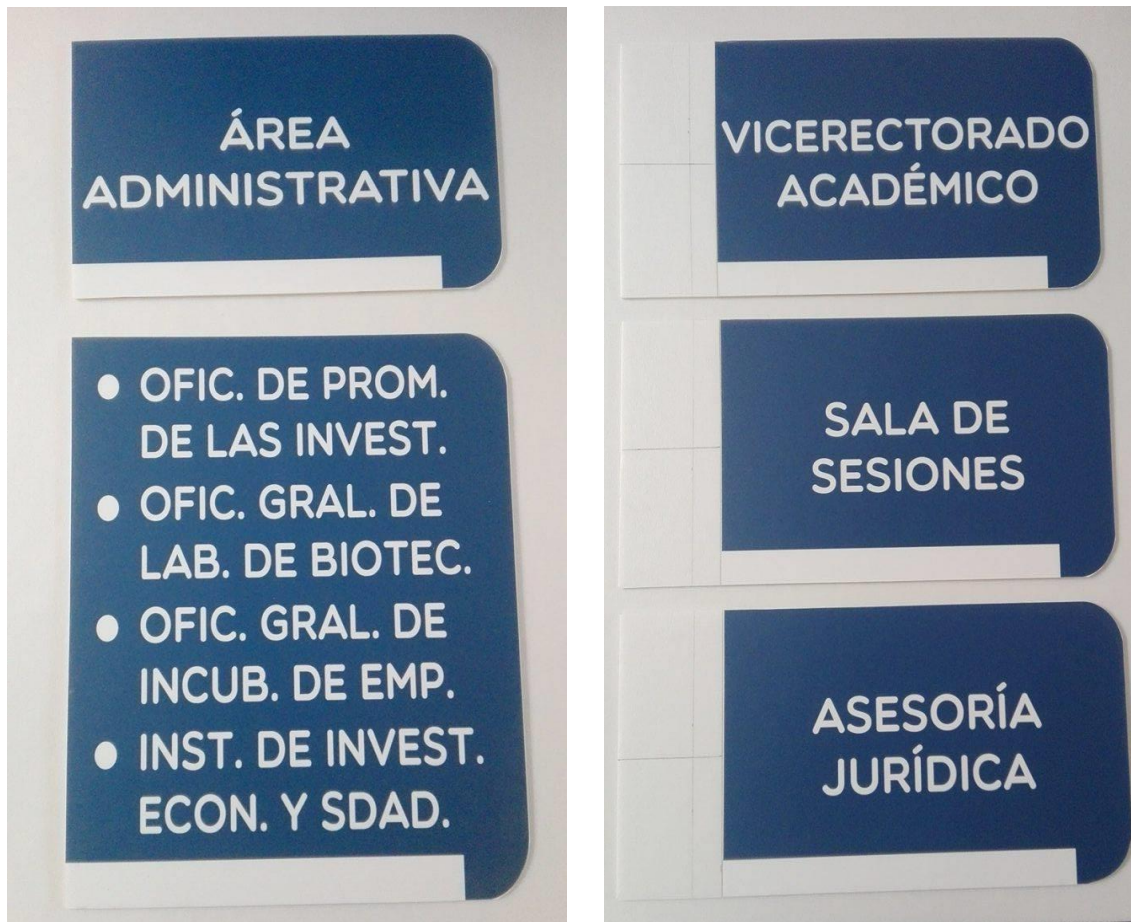 ÁREA
ADMINISTRATIVA
● OFIC. DE PROM.
DE LAS INVEST.
● OFIC. GRAL. DE
LAB. DE BIOTEC.
● OFIC. GRAL. DE
INCUB. DE EMP.
● INST. DE INVEST.
ECON. Y SDAD.
VICERECTORADO
ACADÉMICO
SALA DE
SESIONES
ASESORÍA
JURÍDICA